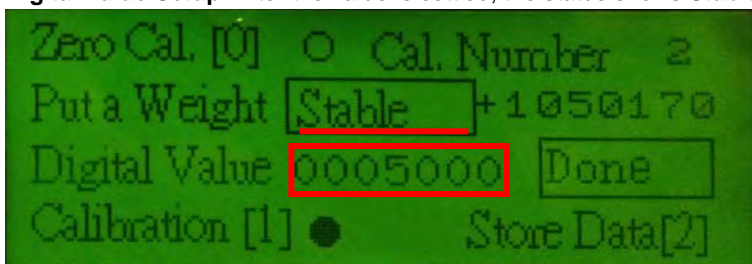 Zero Cal. [0] Cal. Number 2
Put a Weight Stable +1050170
Digital Value 0005000 Done
Calibration [1] Store Data[2]